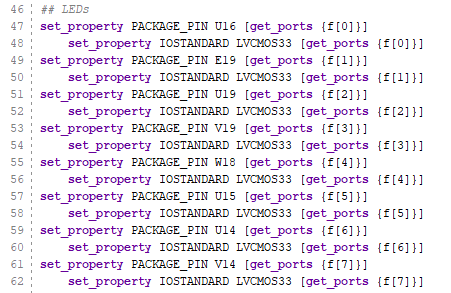 46 ## LEDs
47 set_property PACKAGE_PIN U16 [get_ports {f[0]}]
48 set_property IOSTANDARD LVCMOS33 [get_ports {f[0]}]
49 set_property PACKAGE_PIN E19 [get_ports {f[1]}]
50 set_property IOSTANDARD LVCMOS33 [get_ports {f[1]}]
51 set_property PACKAGE_PIN U19 [get_ports {f[2]}]
52 set_property IOSTANDARD LVCMOS33 [get_ports {f[2]}]
53 set_property PACKAGE_PIN V19 [get_ports {f[3]}]
54 set_property IOSTANDARD LVCMOS33 [get_ports {f[3]}]
55 set_property PACKAGE_PIN W18 [get_ports {f[4]}]
56 set_property IOSTANDARD LVCMOS33 [get_ports {f[4]}]
57 set_property PACKAGE_PIN U15 [get_ports {f[5]}]
58 set_property IOSTANDARD LVCMOS33 [get_ports {f[5]}]
59 set_property PACKAGE_PIN U14 [get_ports {f[6]}]
60 set_property IOSTANDARD LVCMOS33 [get_ports {f[6]}]
61 set_property PACKAGE_PIN V14 [get_ports {f[7]}]
62 set_property IOSTANDARD LVCMOS33 [get_ports {f[7]}]